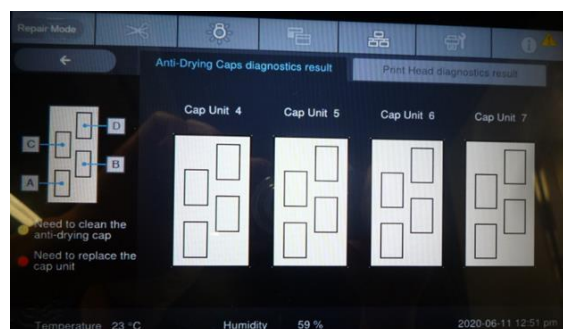 Repair Mode
Anti-Drying Caps diagnostics result
Print Head diagnostics result
Cap Unit 4
Cap Unit 5
Cap Unit 6
Cap Unit 7
D
C
B
A
Need to clean the
anti-drying cap
Need to replace the
cap unit
Temperature 23 °C
Humidity 59 %
2020-06-11 12:51 pm